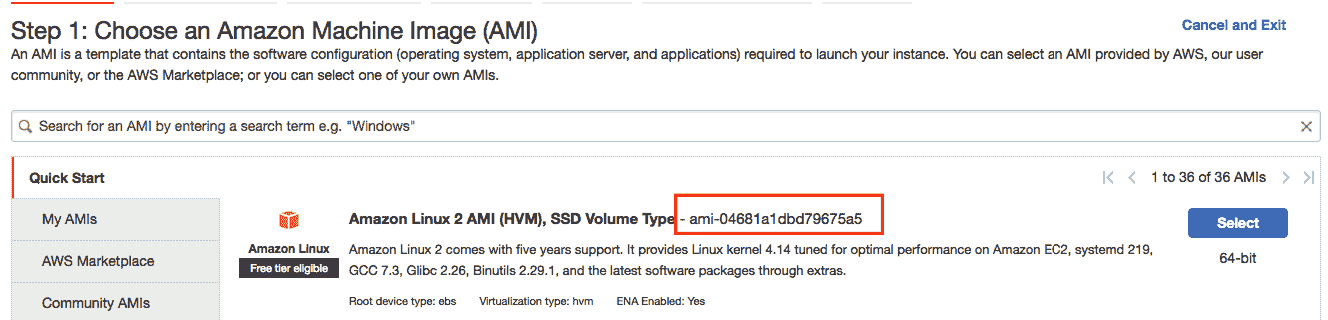 Step 1: Choose an Amazon Machine Image (AMI)
Cancel and Exit
An AMI is a template that contains the software configuration (operating system, application server, and applications) required to launch your instance. You can select an AMI provided by AWS, our user
community, or the AWS Marketplace; or you can select one of your own AMIs.
Search for an AMI by entering a search term e.g. "Windows"
Quick Start
1 to 36 of 36 AMIs
My AMIs
AWS Marketplace
Community AMIs
Amazon Linux
Free tier eligible
Amazon Linux 2 AMI (HVM), SSD Volume Type - ami-04681a1dbd79675a5
Amazon Linux 2 comes with five years support. It provides Linux kernel 4.14 tuned for optimal performance on Amazon EC2, systemd 219,
GCC 7.3, Glibc 2.26, Binutils 2.29.1, and the latest software packages through extras.
Root device type: ebs Virtualization type: hvm ENA Enabled: Yes
Select
64-bit